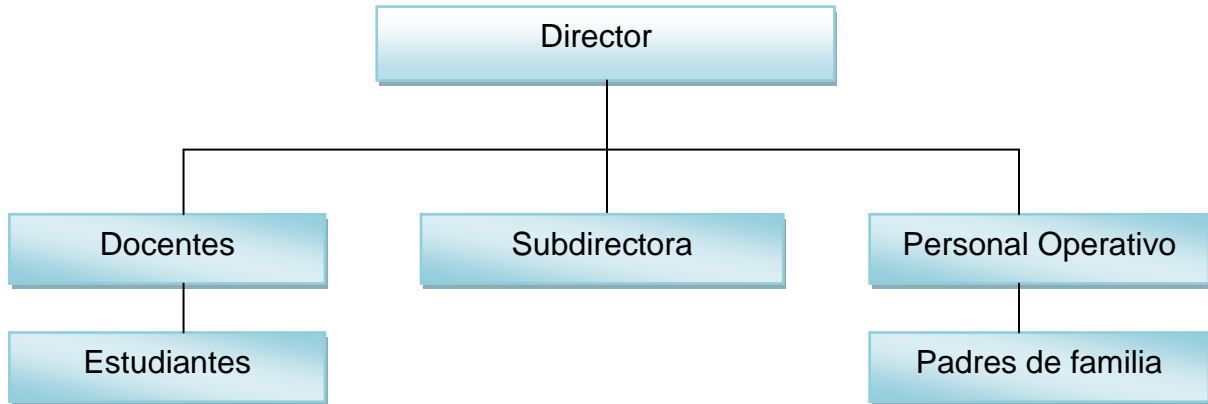 Director
Docentes
Subdirectora
Personal Operativo
Estudiantes
Padres de familia